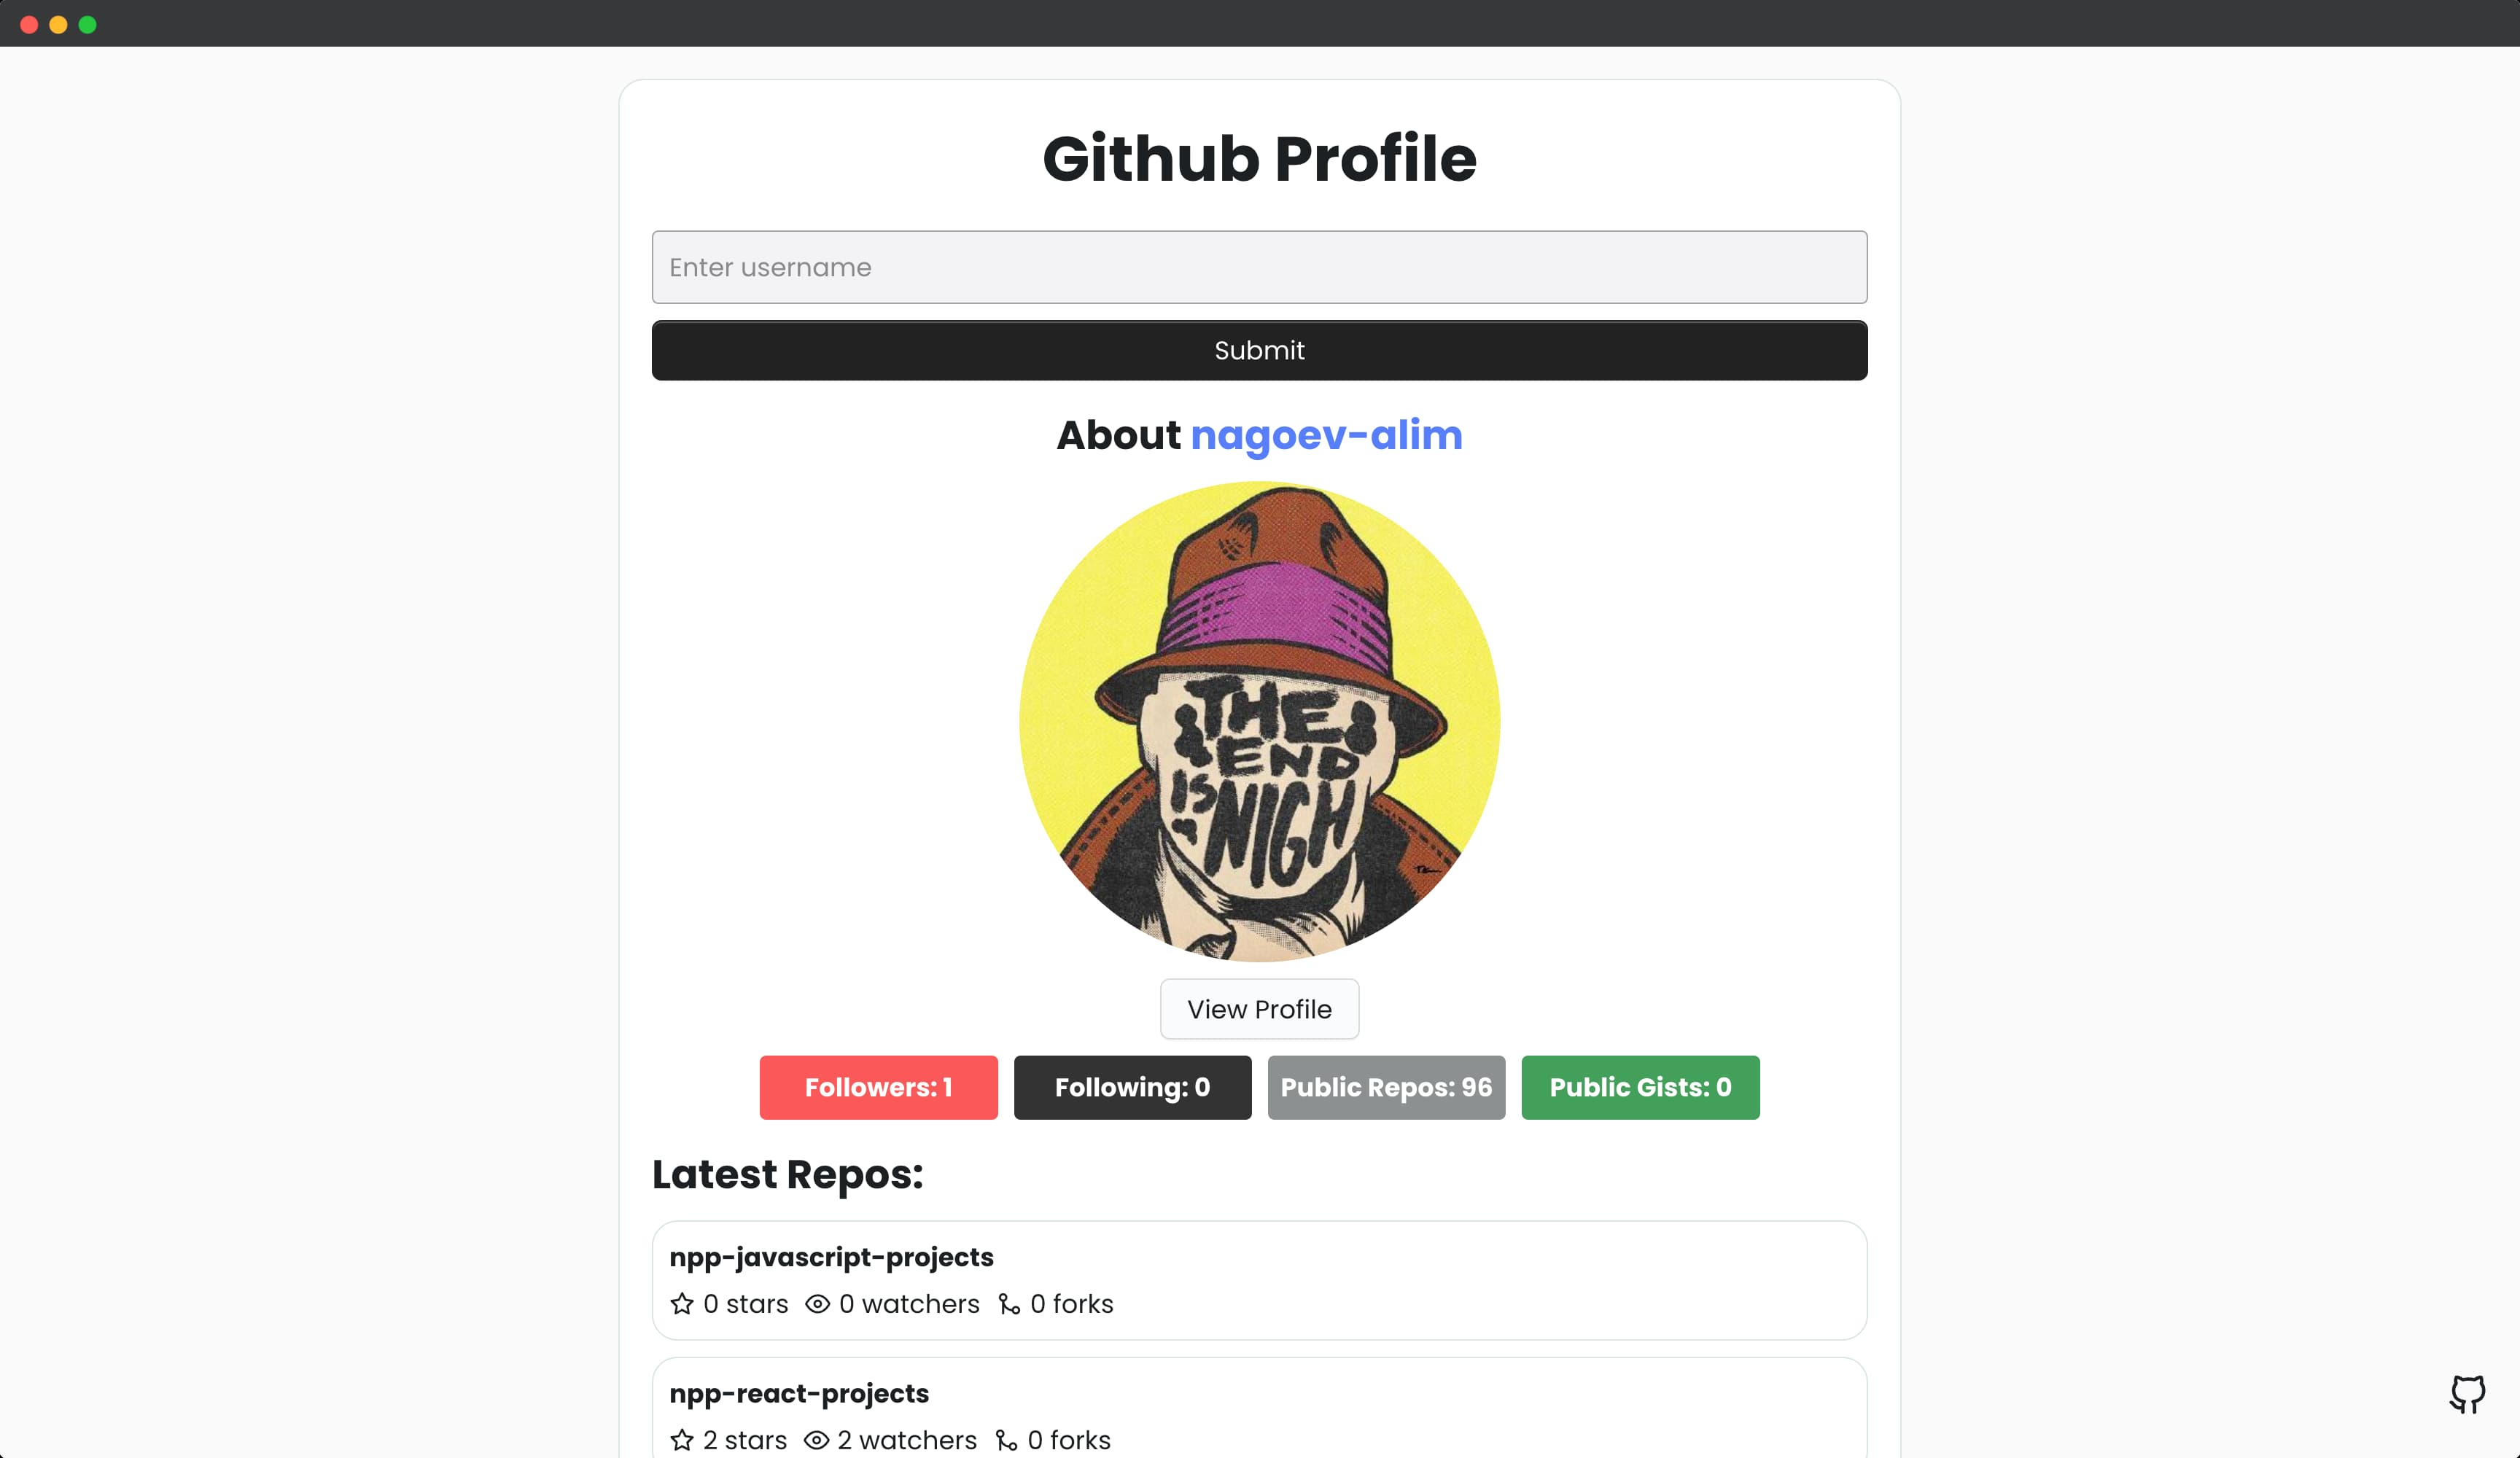 Github Profile
Enter username
Submit
About nagoev-alim
THE
END
IS NIGH
View Profile
Followers: 1
Following: 0
Public Repos: 96
Public Gists: 0
Latest Repos:
npp-javascript-projects
0 stars 0 watchers 0 forks
npp-react-projects
2 stars 2 watchers 0 forks